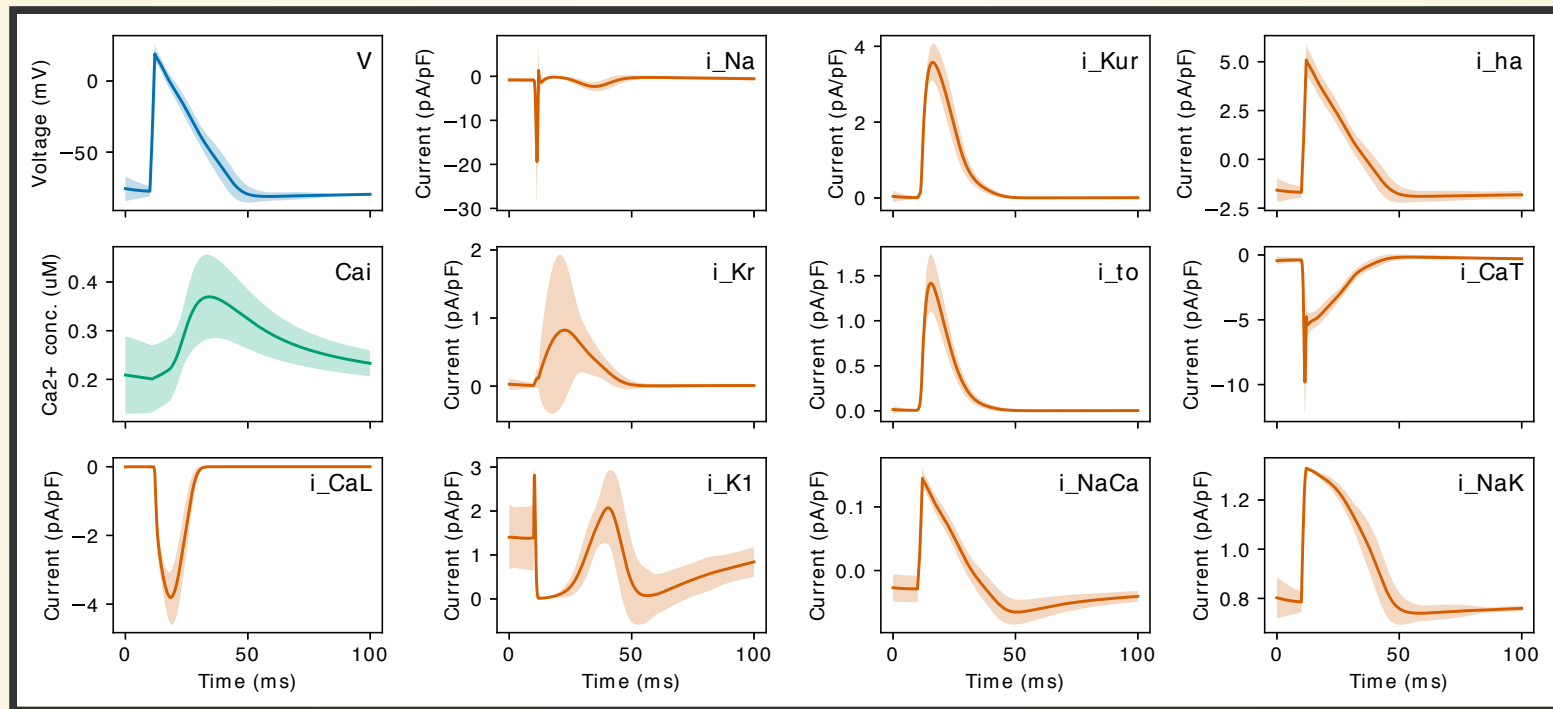 V
Voltage (mV)
0
−50
i_Na
Current (pA/pF)
0
−10
−20
−30
i_Kur
Current (pA/pF)
4
2
0
i_ha
Current (pA/pF)
5.0
2.5
0.0
−2.5
Cai
Ca2+ conc. (uM)
0.4
0.3
0.2
i_Kr
Current (pA/pF)
2
1
0
i_to
Current (pA/pF)
1.5
1.0
0.5
0.0
i_CaT
Current (pA/pF)
0
−5
−10
i_CaL
Current (pA/pF)
0
−2
−4
0 50 100
Time (ms)
i_K1
Current (pA/pF)
3
2
1
0
0 50 100
Time (ms)
i_NaCa
Current (pA/pF)
0.1
0.0
0 50 100
Time (ms)
i_NaK
Current (pA/pF)
1.2
1.0
0.8
0 50 100
Time (ms)